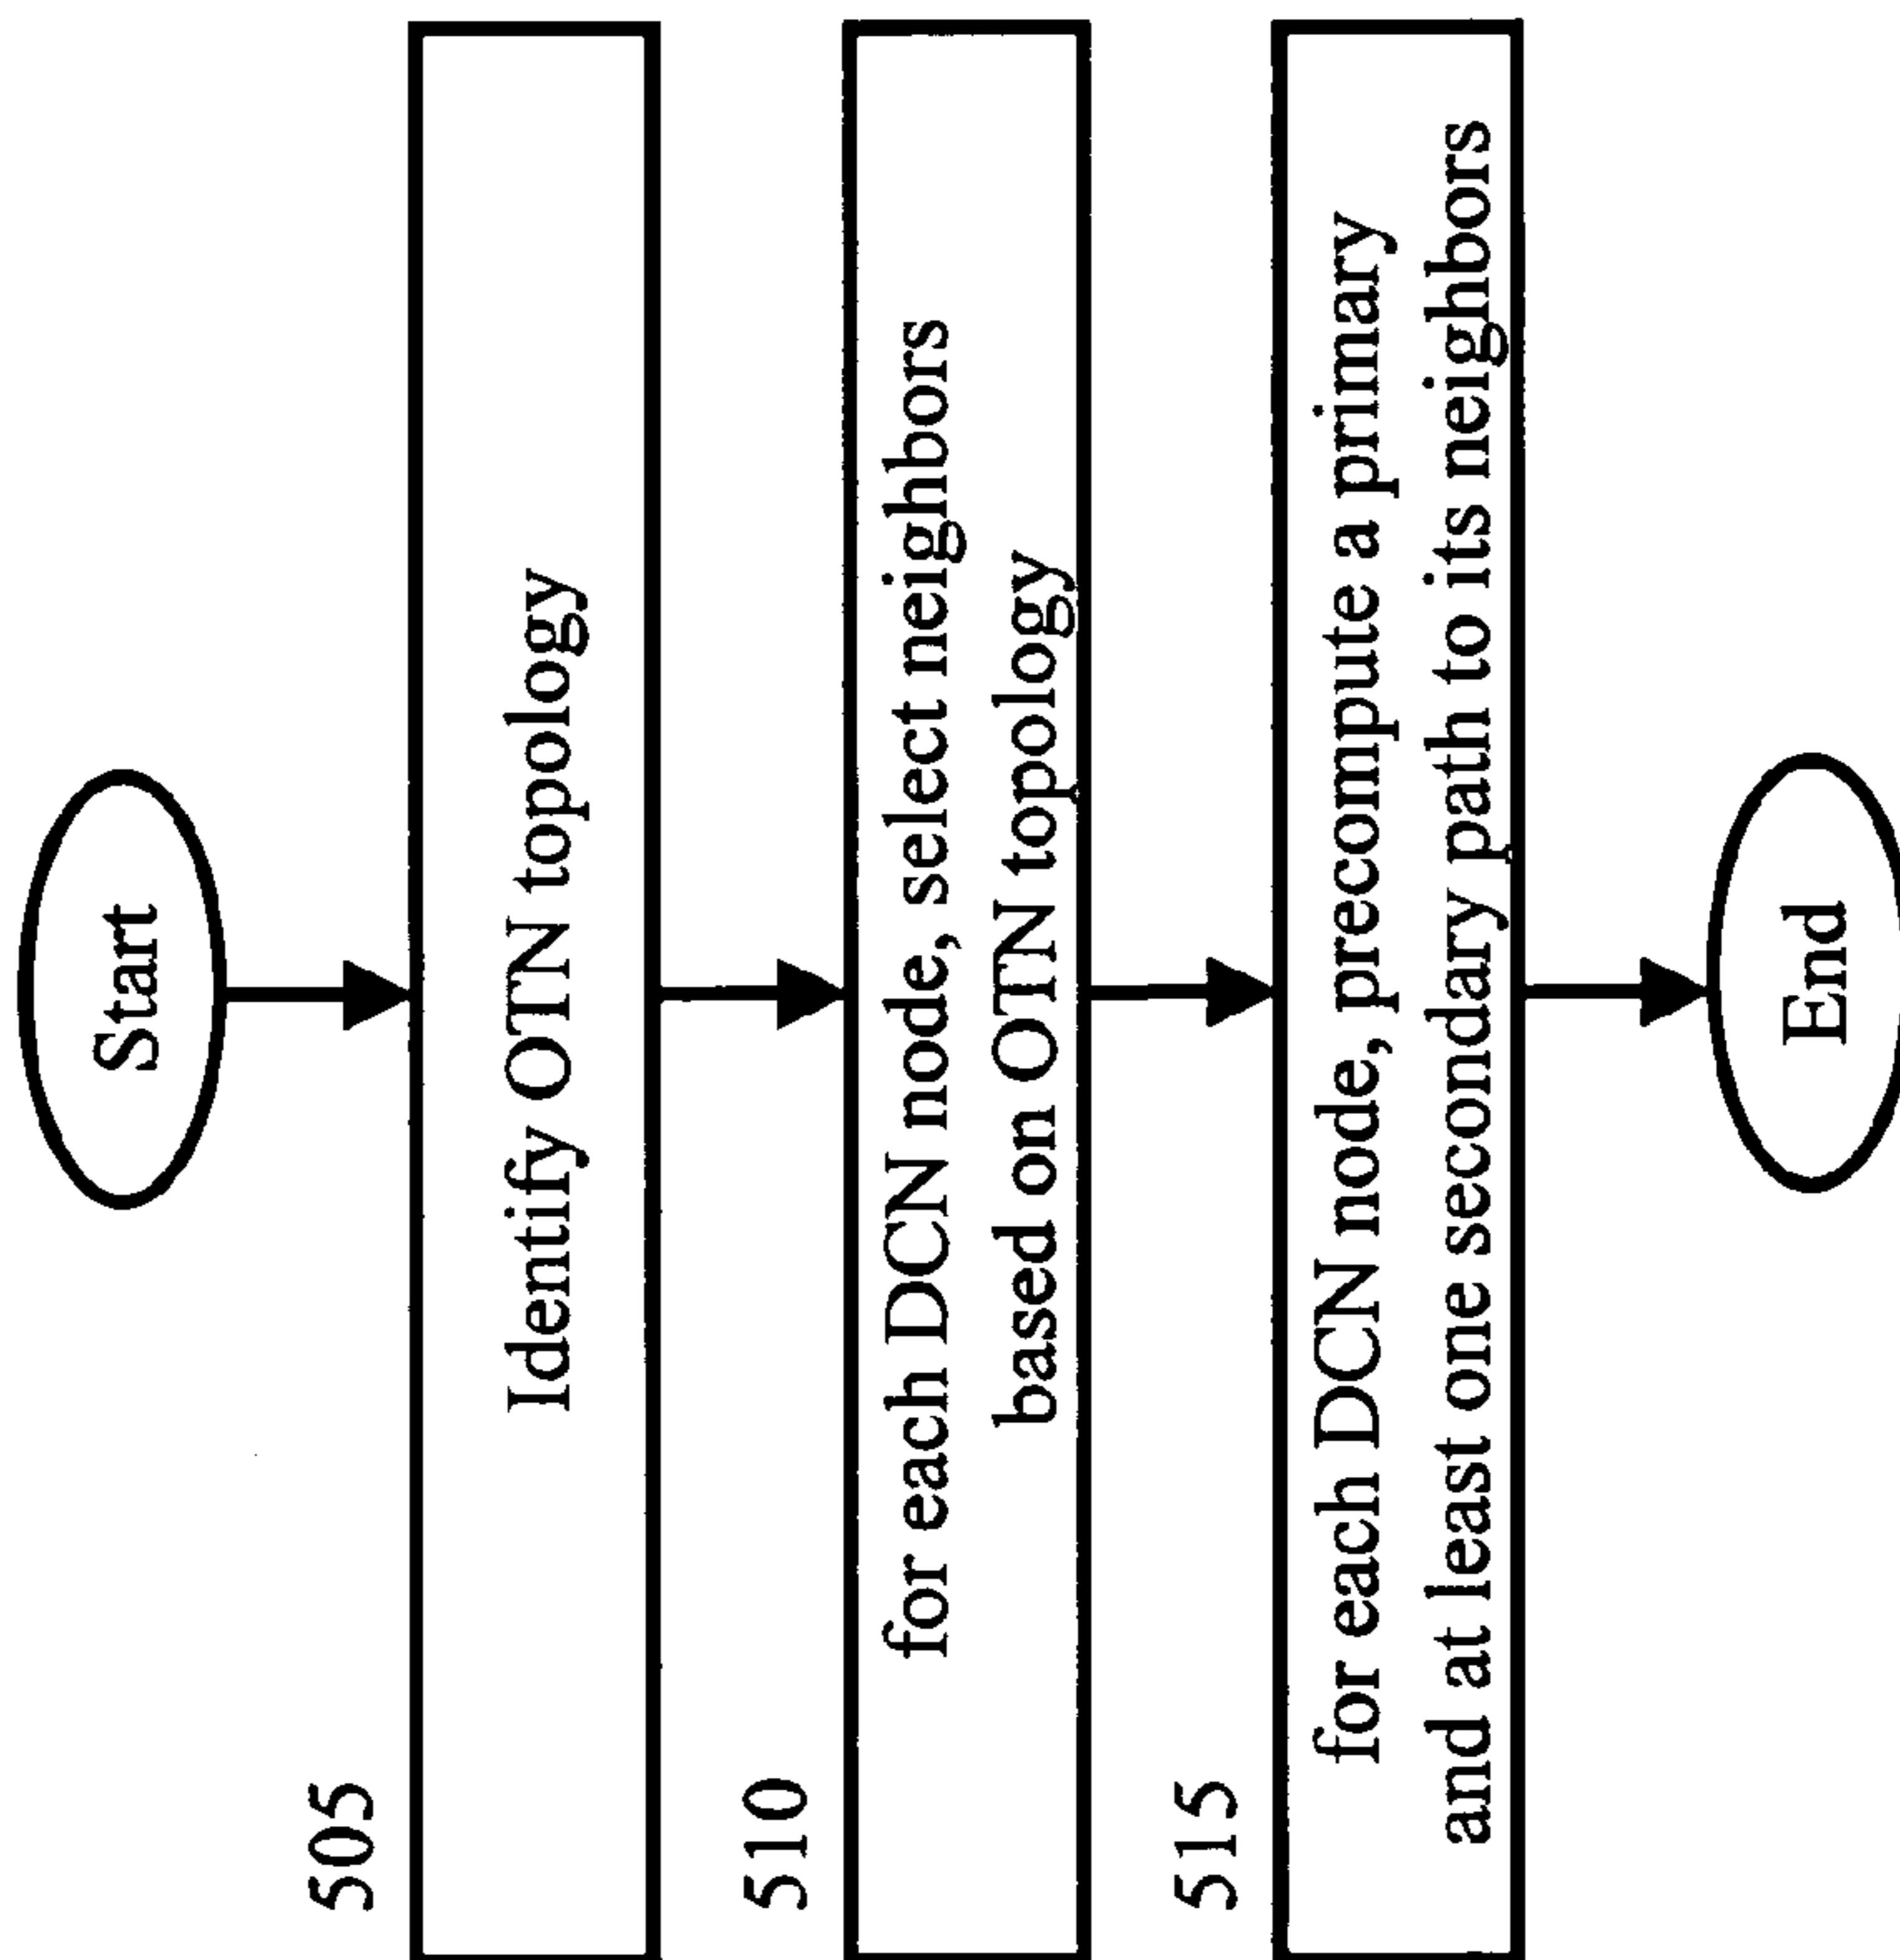 Start
505
Identify OTN topology
510
for each DCN node, select neighbors
based on OTN topology
515
for each DCN node, precompute a primary
and at least one secondary path to its neighbors
End